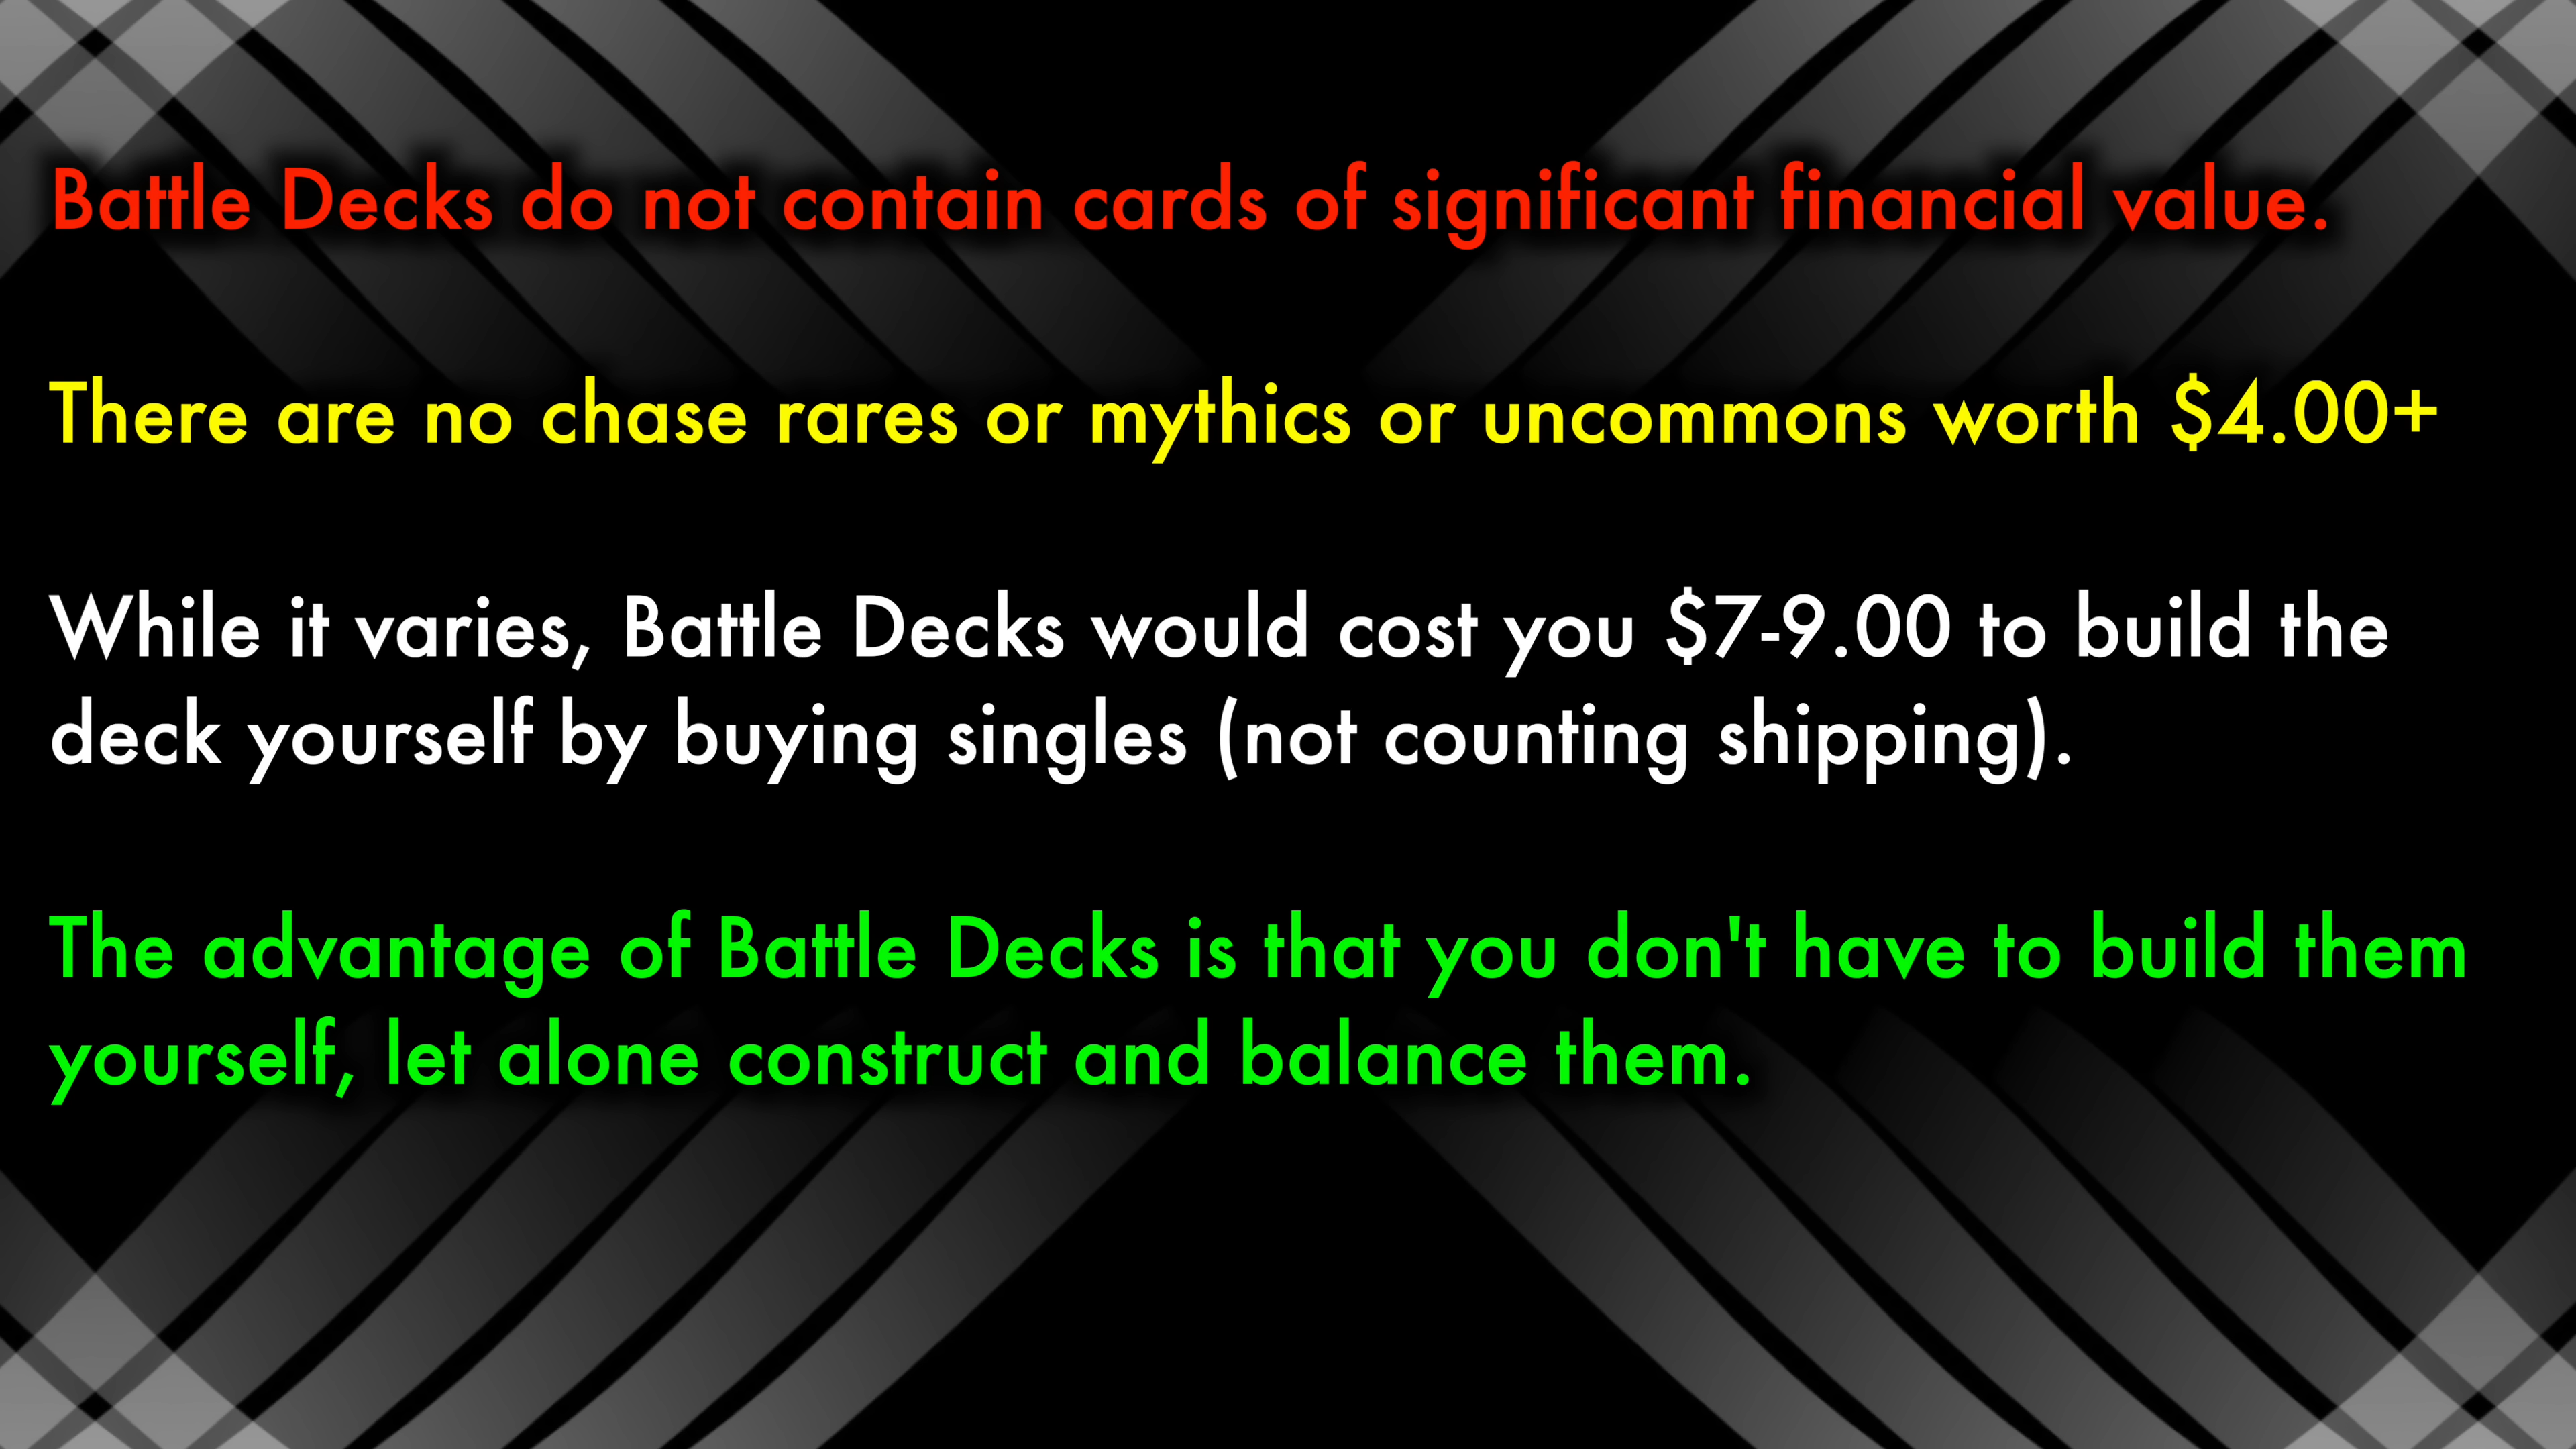 Battle Decks do not contain cards of significant financial value.
There are no chase rares or mythics or uncommons worth $4.00+
While it varies, Battle Decks would cost you $7-9.00 to build the
deck yourself by buying singles (not counting shipping).
The advantage of Battle Decks is that you don't have to build them
yourself, let alone construct and balance them.